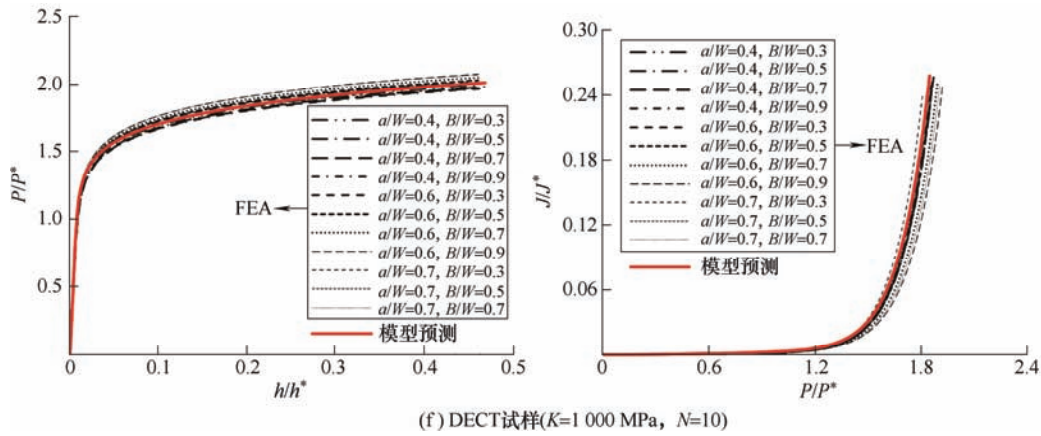 2.5
2.0
1.5
1.0
0.5
P/P*
0
0.1
0.2
0.3
0.4
0.5
h/h*
FEA
a/W=0.4, B/W=0.3
a/W=0.4, B/W=0.5
a/W=0.4, B/W=0.7
a/W=0.4, B/W=0.9
a/W=0.6, B/W=0.3
a/W=0.6, B/W=0.5
a/W=0.6, B/W=0.7
a/W=0.6, B/W=0.9
a/W=0.7, B/W=0.3
a/W=0.7, B/W=0.5
a/W=0.7, B/W=0.7
模型预测
0.30
0.24
0.18
0.12
0.06
J/J*
0
0.6
1.2
1.8
2.4
P/P*
a/W=0.4, B/W=0.3
a/W=0.4, B/W=0.5
a/W=0.4, B/W=0.7
a/W=0.4, B/W=0.9
a/W=0.6, B/W=0.3
a/W=0.6, B/W=0.5
a/W=0.6, B/W=0.7
a/W=0.6, B/W=0.9
a/W=0.7, B/W=0.3
a/W=0.7, B/W=0.5
a/W=0.7, B/W=0.7
模型预测
FEA
(f) DECT试样(K=1 000 MPa，N=10)